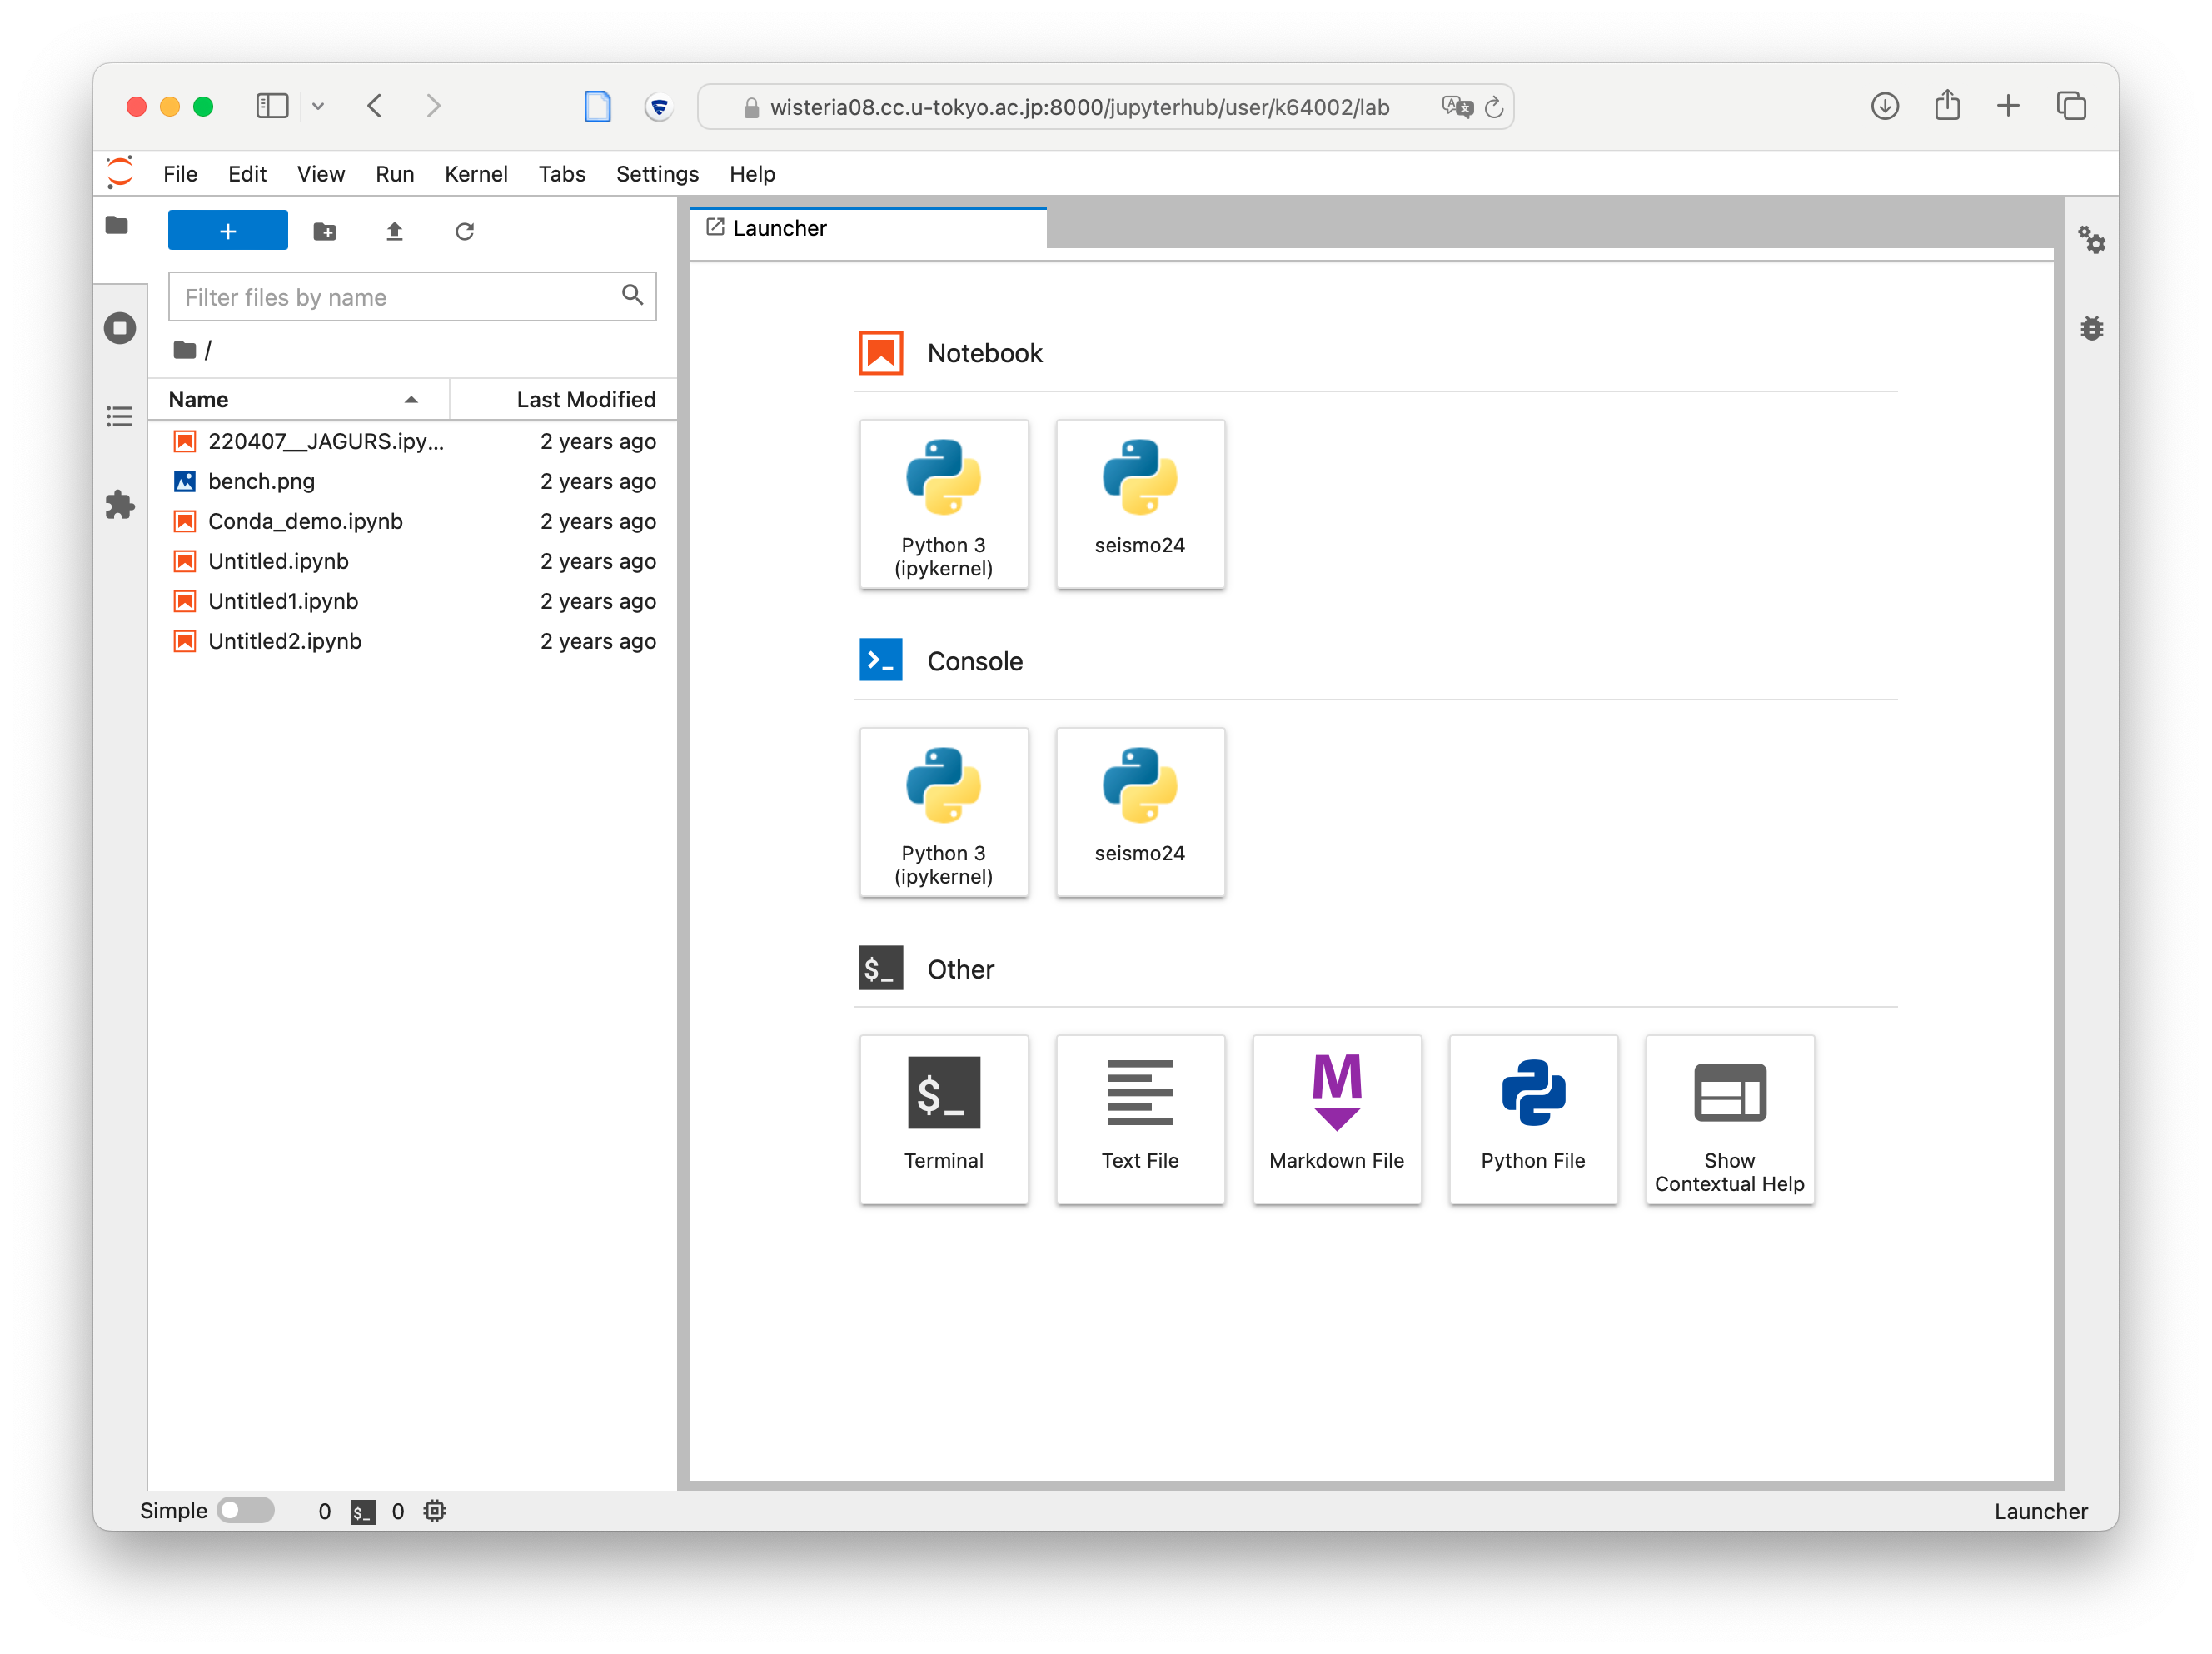 wisteria08.cc.u-tokyo.ac.jp:8000/jupyterhub/user/k64002/lab
File Edit View Run Kernel Tabs Settings Help
+
Filter files by name
/
Name Last Modified
220407__JAGURS.ipy... 2 years ago
bench.png 2 years ago
Conda_demo.ipynb 2 years ago
Untitled.ipynb 2 years ago
Untitled1.ipynb 2 years ago
Untitled2.ipynb 2 years ago
Launcher
Notebook
Python 3
(ipykernel)
seismo24
Console
Python 3
(ipykernel)
seismo24
$_ Other
$_
Terminal
Text File
M
Markdown File
Python File
Show
Contextual Help
Simple 0 $_ 0
Launcher